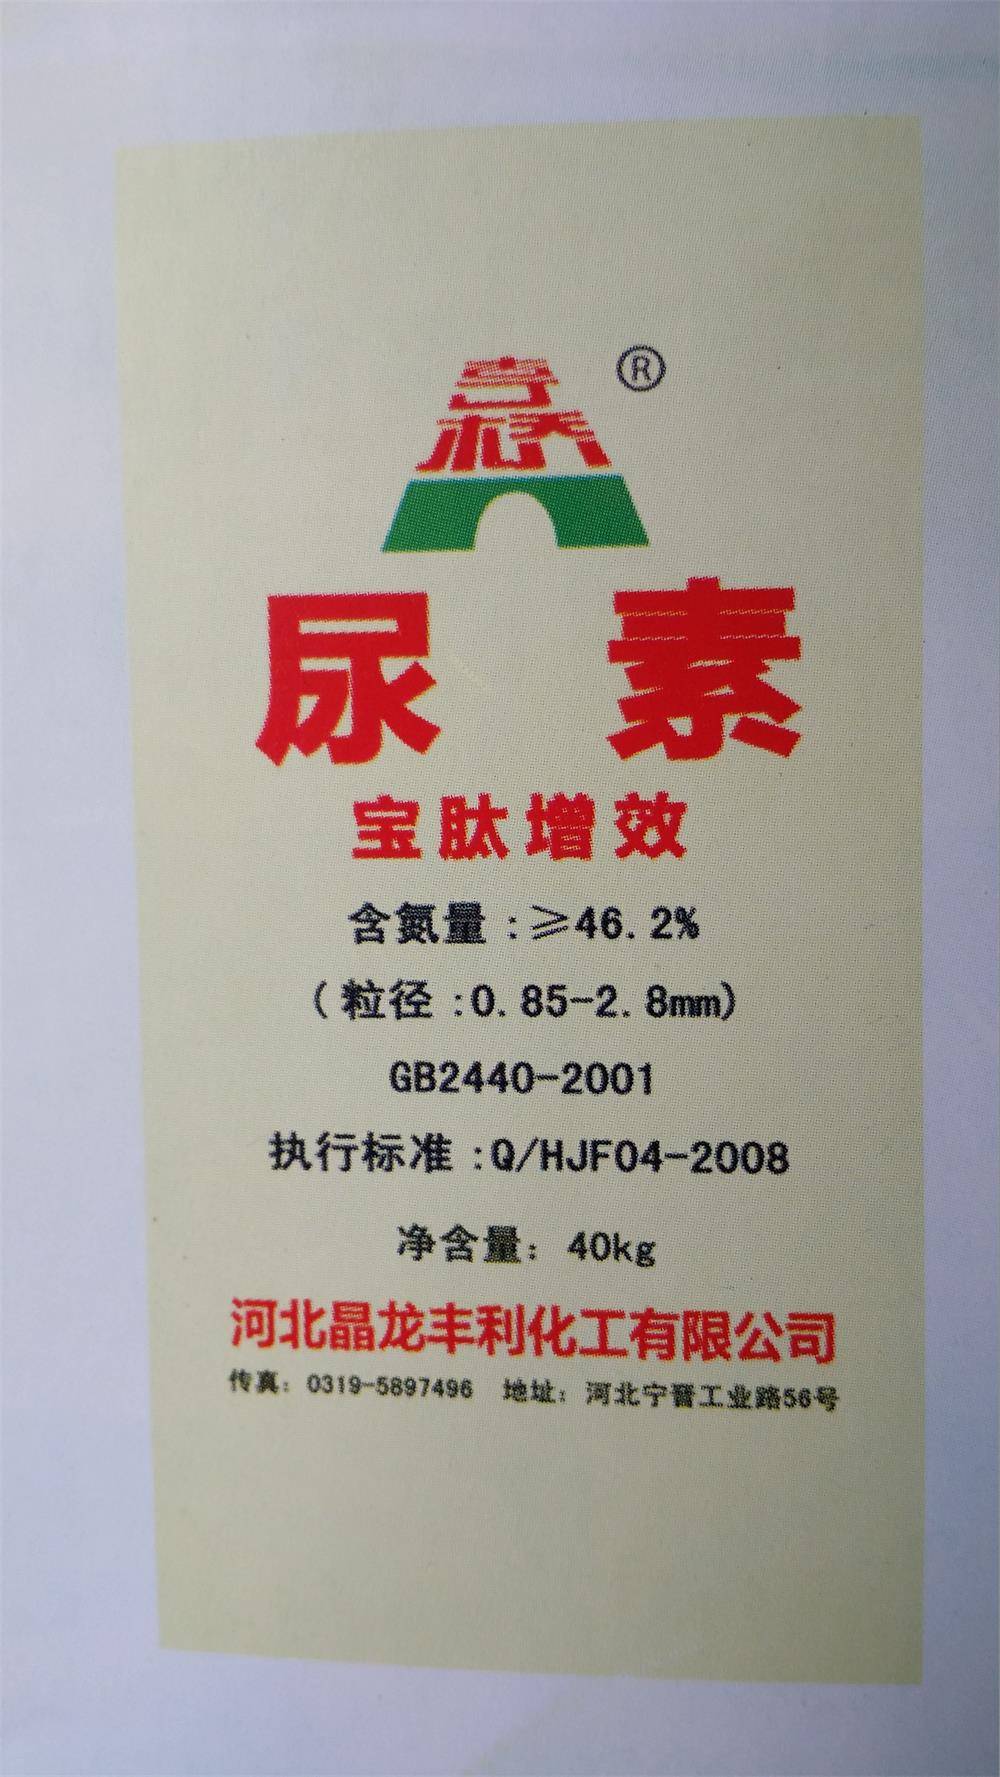 ®
尿素
宝肽增效
含氮量:≥46.2%
(粒径:0.85-2.8mm)
GB2440-2001
执行标准:Q/HJF04-2008
净含量: 40kg
河北晶龙丰利化工有限公司
传真: 0319-5897496 地址: 河北宁晋工业路56号